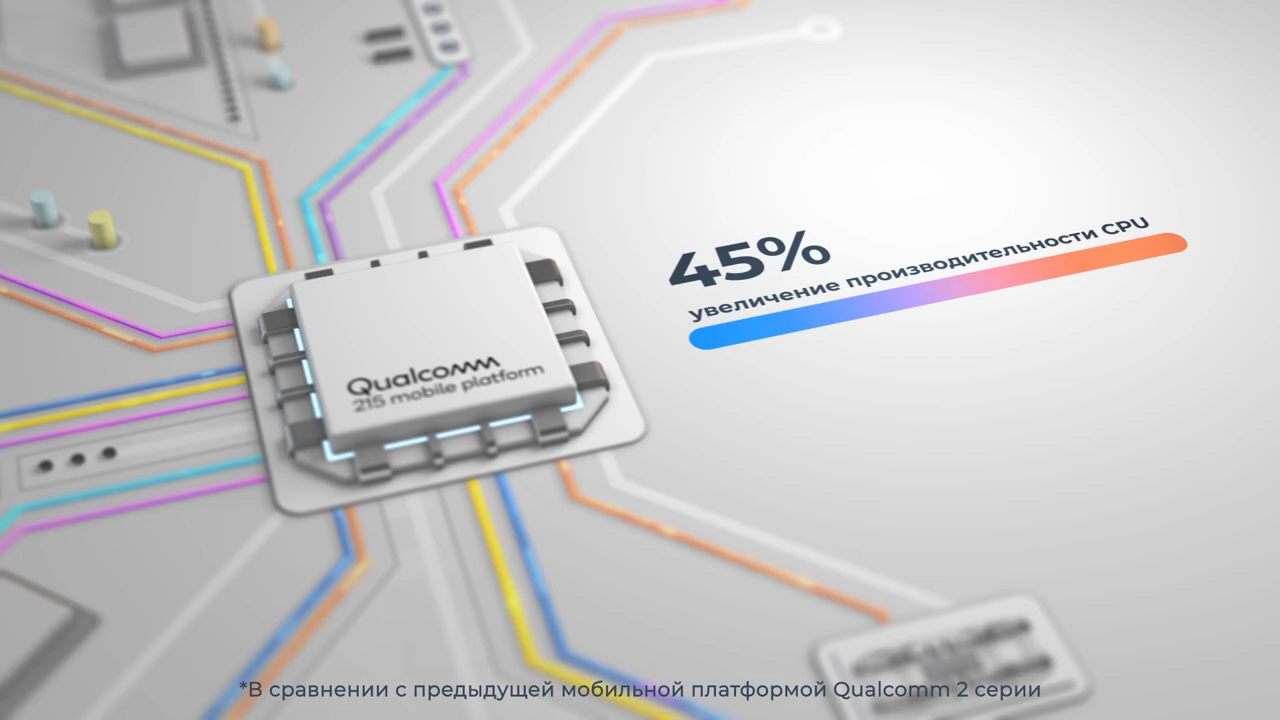 45%
увеличение производительности CPU
Qualcomm
215 mobile platform
*В сравнении с предыдущей мобильной платформой Qualcomm 2 серии